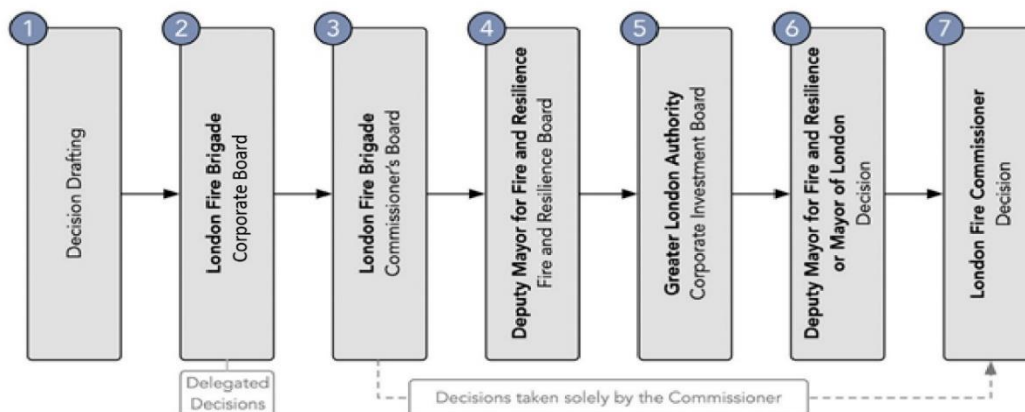 1
Decision Drafting
2
London Fire Brigade
Corporate Board
3
London Fire Brigade
Commissioner's Board
4
Deputy Mayor for Fire and Resilience
Fire and Resilience Board
5
Greater London Authority
Corporate Investment Board
6
Deputy Mayor for Fire and Resilience
or Mayor of London
Decision
7
London Fire Commissioner
Decision
Delegated
Decisions
Decisions taken solely by the Commissioner